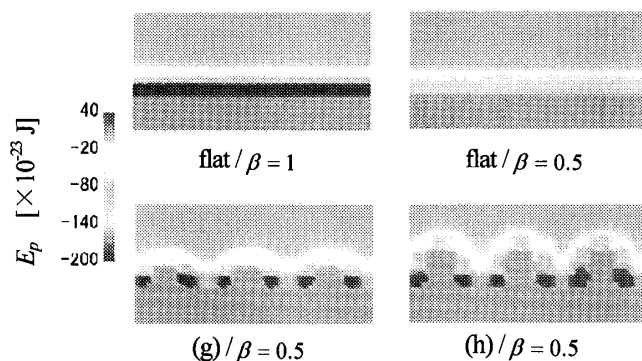 flat / β = 1
flat / β = 0.5
E_p [×10^{-23} J]
40
-20
-80
-140
-200
(g) / β = 0.5
(h) / β = 0.5